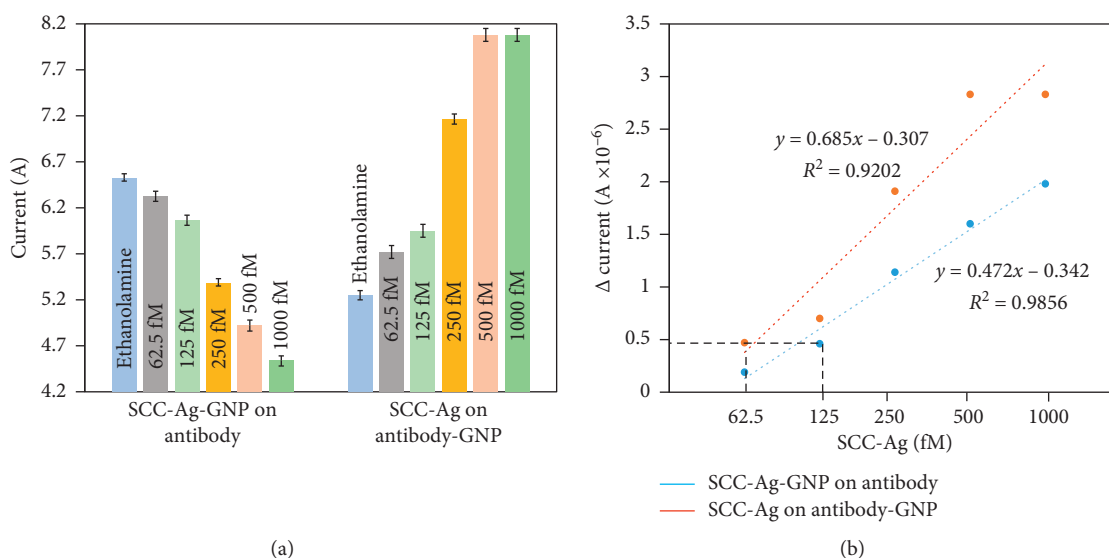 8.2
7.7
7.2
6.7
6.2
5.7
5.2
4.7
4.2
Current (A)
Ethanolamine
62.5 fM
125 fM
250 fM
500 fM
1000 fM
Ethanolamine
62.5 fM
125 fM
250 fM
500 fM
1000 fM
SCC-Ag-GNP on
antibody
SCC-Ag on
antibody-GNP
(a)
4
3.5
3
2.5
2
1.5
1
0.5
0
Δ current (A ×10⁻⁶)
y = 0.685x – 0.307
R² = 0.9202
y = 0.472x – 0.342
R² = 0.9856
62.5
125
250
500
1000
SCC-Ag (fM)
SCC-Ag-GNP on antibody
SCC-Ag on antibody-GNP
(b)